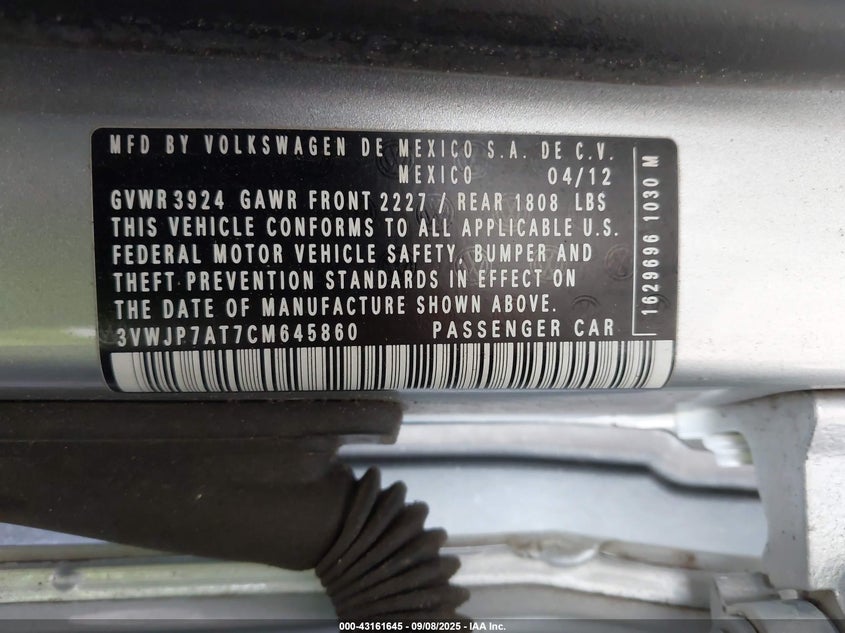 MFD BY VOLKSWAGEN DE MEXICO S.A. DE C.V.
MEXICO 04/12
GVWR 3924 GAWR FRONT 2227 / REAR 1808 LBS
THIS VEHICLE CONFORMS TO ALL APPLICABLE U.S.
FEDERAL MOTOR VEHICLE SAFETY, BUMPER AND
THEFT PREVENTION STANDARDS IN EFFECT ON
THE DATE OF MANUFACTURE SHOWN ABOVE.
3VWJP7AT7CM645860 PASSENGER CAR
1629696 1030 M
000-43161645 - 09/08/2025 - IAA Inc.